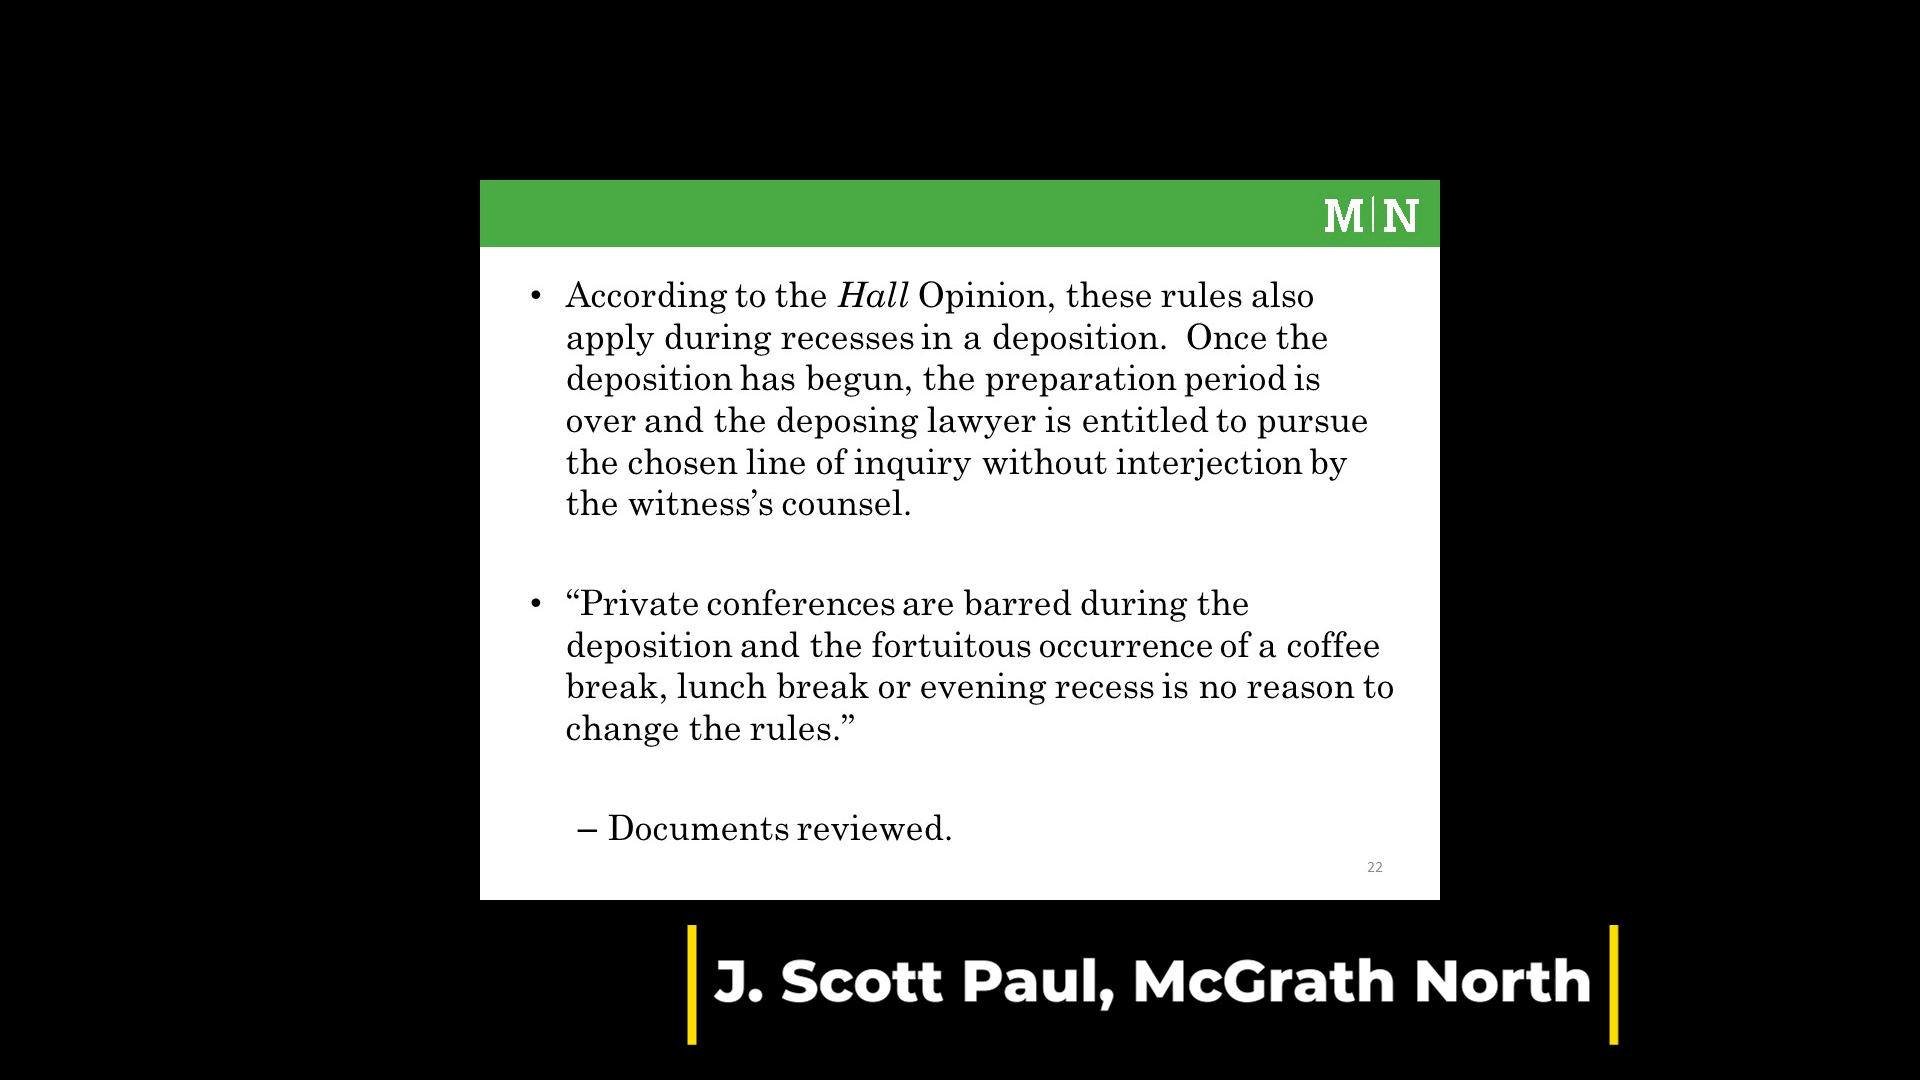 M|N
• According to the Hall Opinion, these rules also
apply during recesses in a deposition.  Once the
deposition has begun, the preparation period is
over and the deposing lawyer is entitled to pursue
the chosen line of inquiry without interjection by
the witness’s counsel.
• “Private conferences are barred during the
deposition and the fortuitous occurrence of a coffee
break, lunch break or evening recess is no reason to
change the rules.”
– Documents reviewed.
22
J. Scott Paul, McGrath North